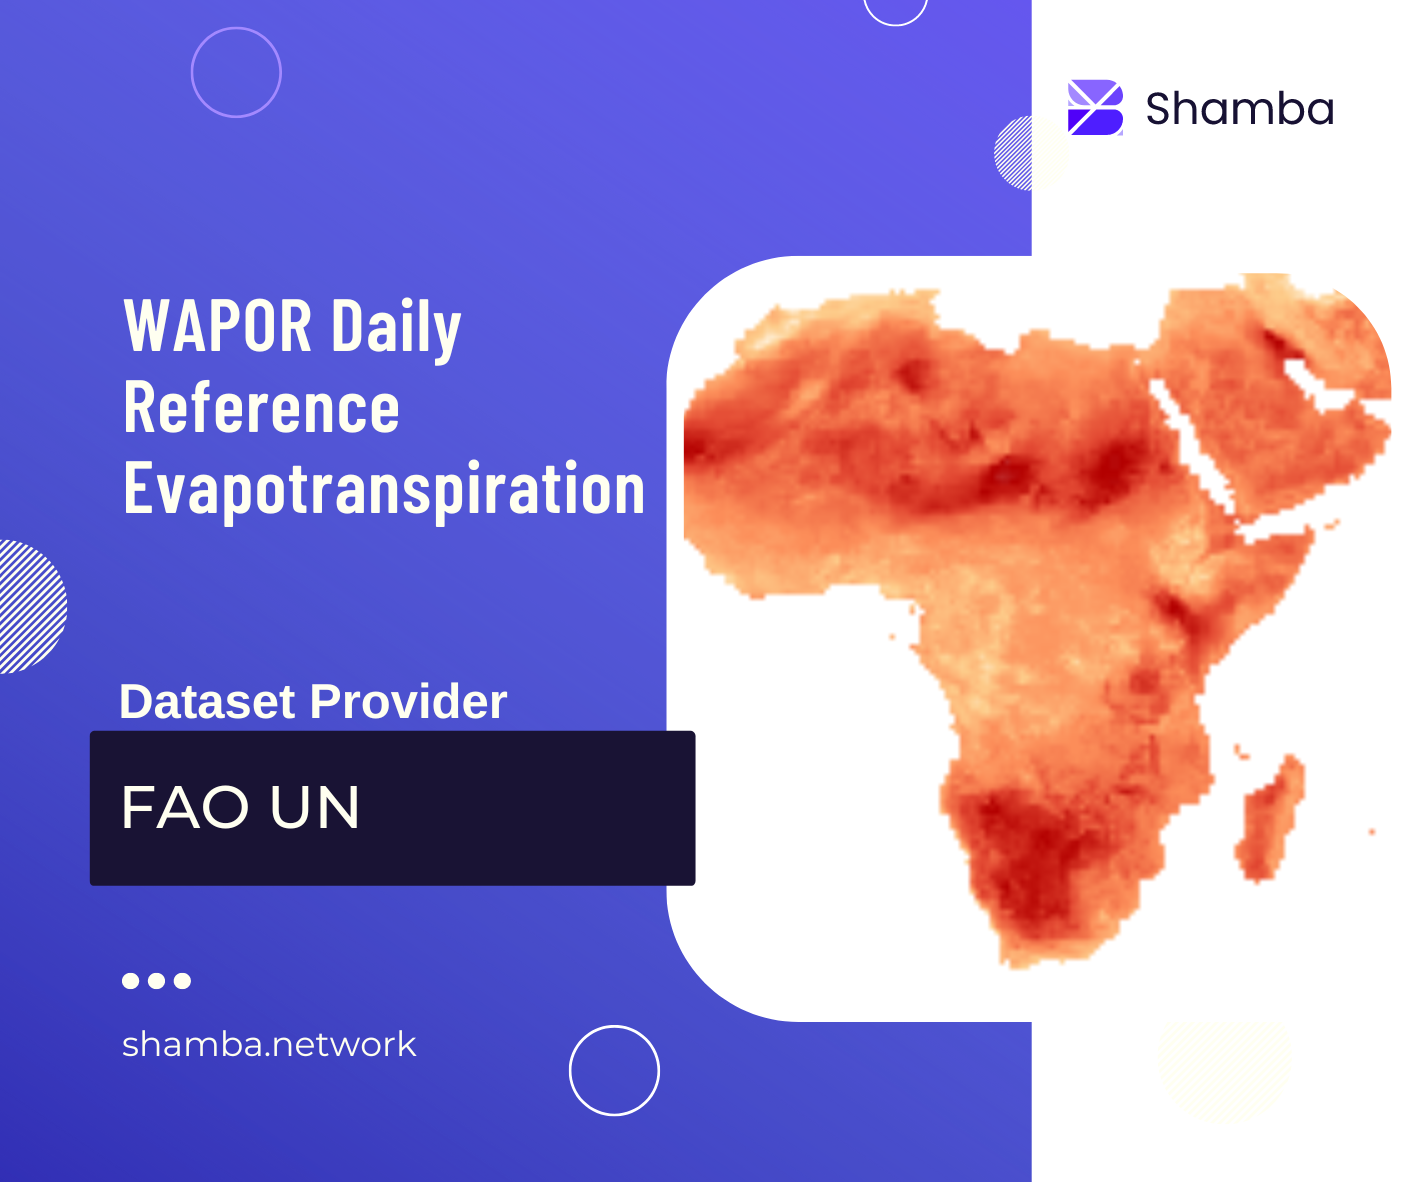 Shamba
WAPOR Daily
Reference
Evapotranspiration
Dataset Provider
FAO UN
shamba.network